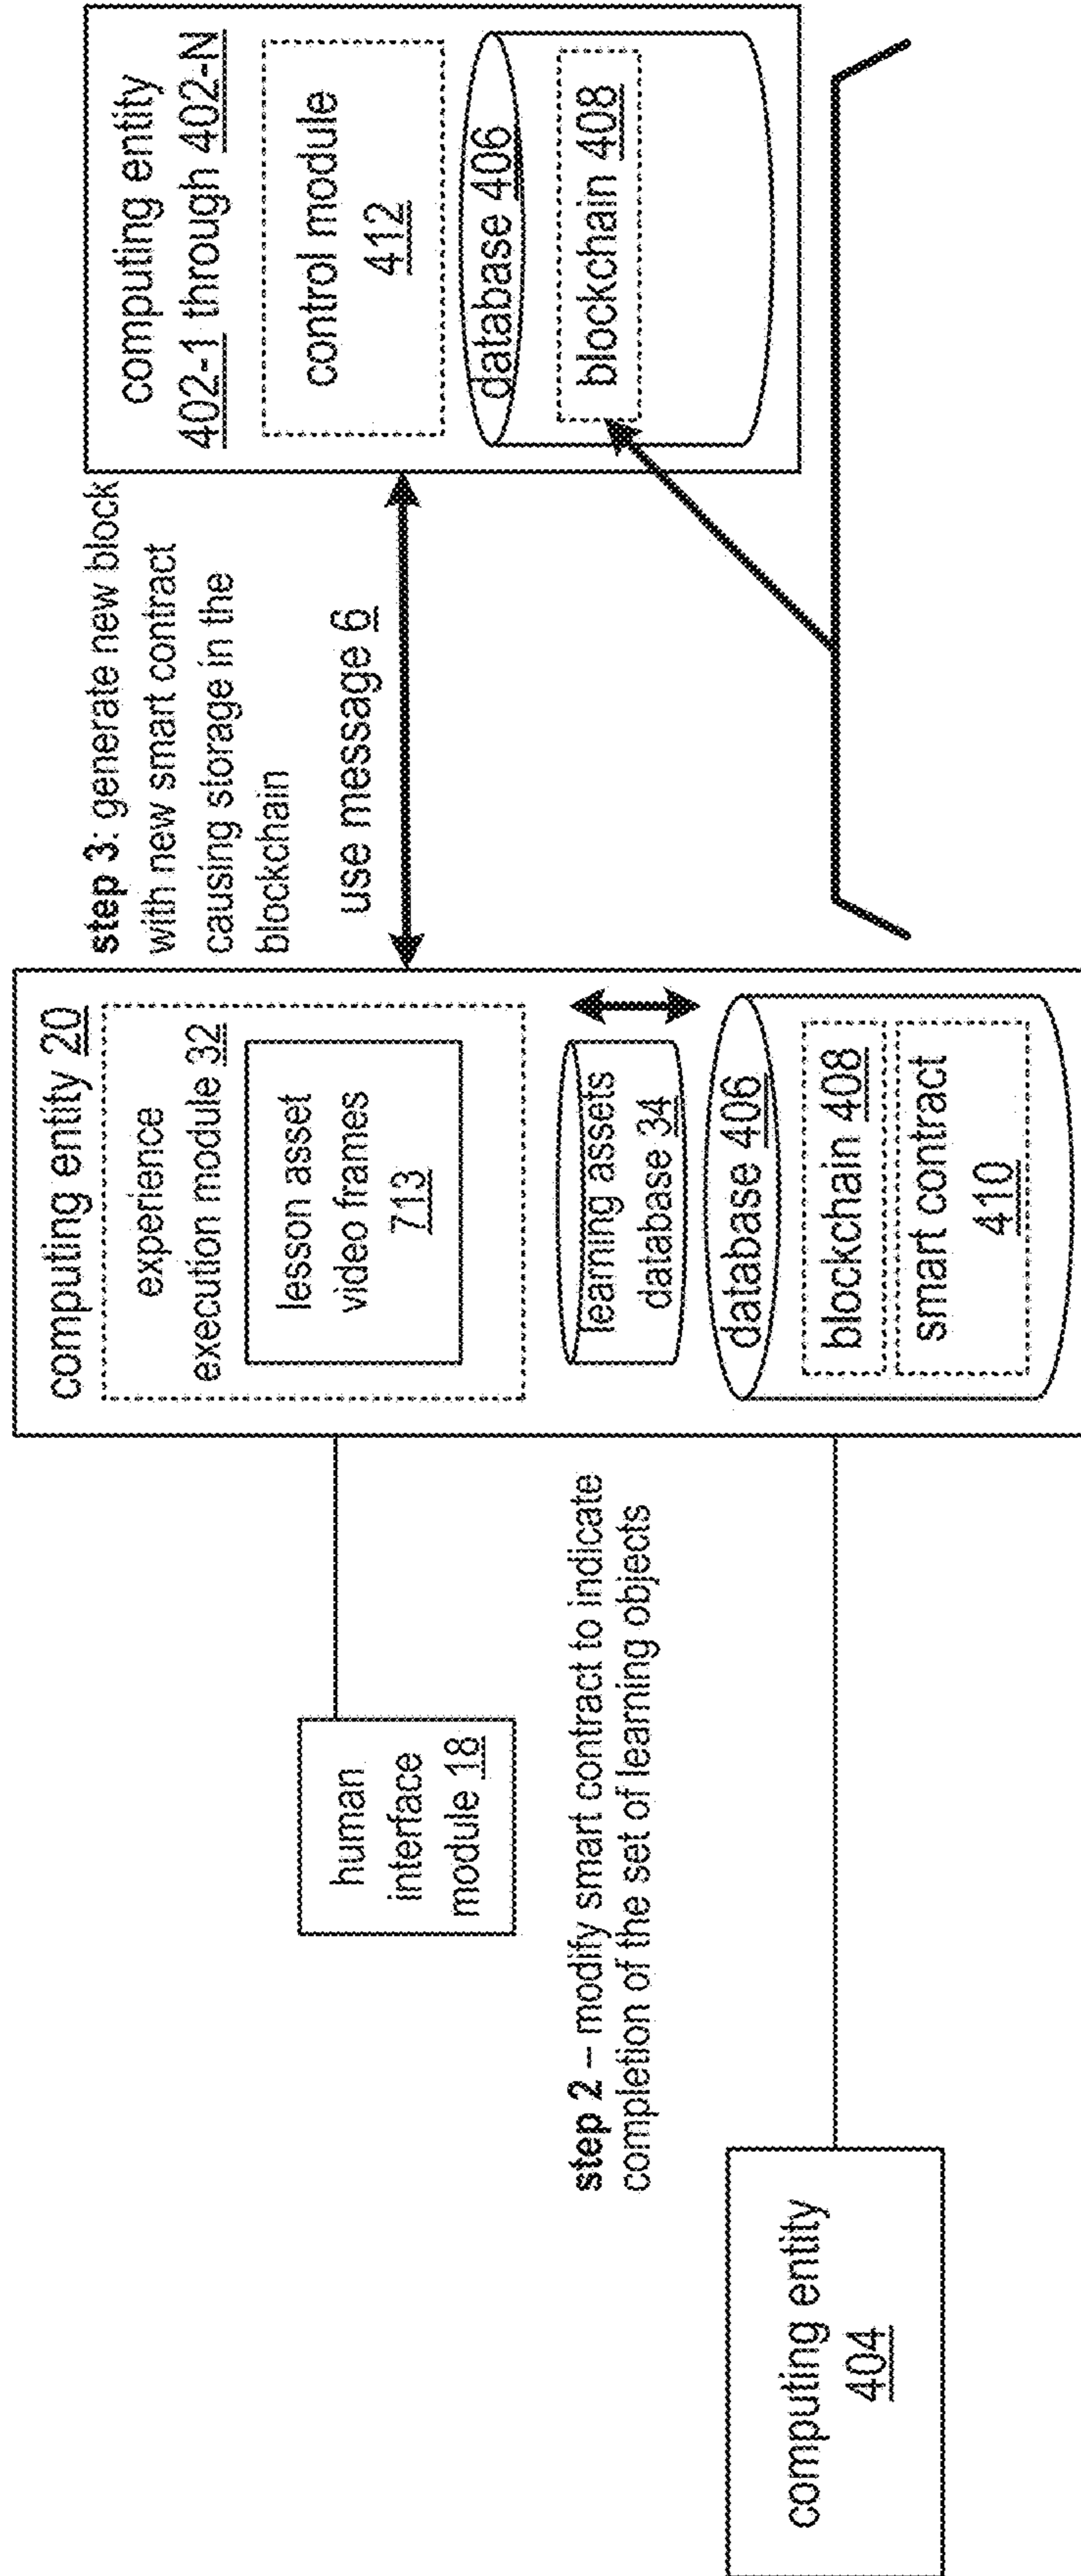 computing entity
404
step 2 – modify smart contract to indicate
completion of the set of learning objects
human
interface
module 18
computing entity 20
experience
execution module 32
lesson asset
video frames
713
learning assets
database 34
database 406
blockchain 408
smart contract
410
step 3: generate new block
with new smart contract
causing storage in the
blockchain
use message 6
computing entity
402-1 through 402-N
control module
412
database 406
blockchain 408